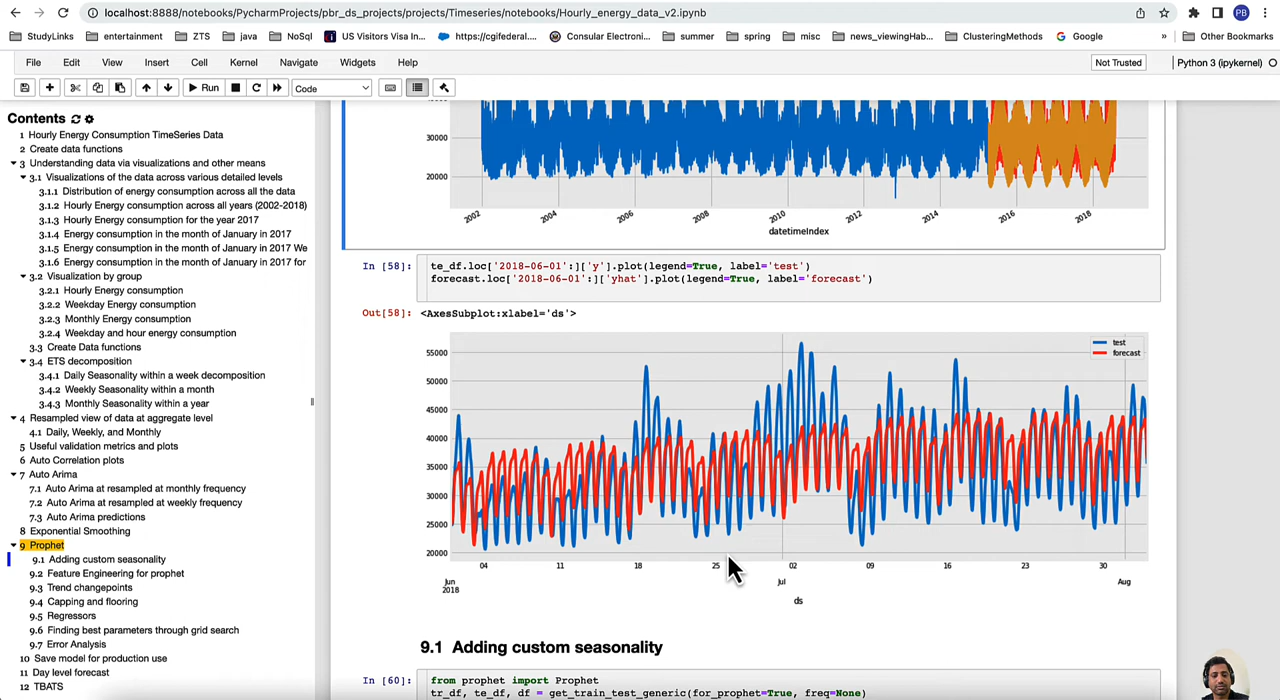 localhost:8888/notebooks/PycharmProjects/pbr_ds_projects/projects/Timeseries/notebooks/Hourly_energy_data_v2.ipynb
PB
StudyLinks entertainment ZTS java NoSql US Visitors Visa In... https://cgifederal.... Consular Electroni... summer spring misc news_viewingHab... ClusteringMethods Google » Other Bookmarks
File Edit View Insert Cell Kernel Navigate Widgets Help Not Trusted Python 3 (ipykernel)
Run Code
Contents
1 Hourly Energy Consumption TimeSeries Data
2 Create data functions
3 Understanding data via visualizations and other means
3.1 Visualizations of the data across various detailed levels
3.1.1 Distribution of energy consumption across all the data
3.1.2 Hourly Energy consumption across all years (2002-2018)
3.1.3 Hourly Energy consumption for the year 2017
3.1.4 Energy consumption in the month of January in 2017
3.1.5 Energy consumption in the month of January in 2017 We
3.1.6 Energy consumption in the month of January in 2017 for
3.2 Visualization by group
3.2.1 Hourly Energy consumption
3.2.2 Weekday Energy consumption
3.2.3 Monthly Energy consumption
3.2.4 Weekday and hour energy consumption
3.3 Create Data functions
3.4 ETS decomposition
3.4.1 Daily Seasonality within a week decomposition
3.4.2 Weekly Seasonality within a month
3.4.3 Monthly Seasonality within a year
4 Resampled view of data at aggregate level
4.1 Daily, Weekly, and Monthly
5 Useful validation metrics and plots
6 Auto Correlation plots
7 Auto Arima
7.1 Auto Arima at resampled at monthly frequency
7.2 Auto Arima at resampled at weekly frequency
7.3 Auto Arima predictions
8 Exponential Smoothing
9 Prophet
9.1 Adding custom seasonality
9.2 Feature Engineering for prophet
9.3 Trend changepoints
9.4 Capping and flooring
9.5 Regressors
9.6 Finding best parameters through grid search
9.7 Error Analysis
10 Save model for production use
11 Day level forecast
12 TBATS
30000
20000
2002 2004 2006 2008 2010 2012 2014 2016 2018
datetimeIndex
In [58]: te_df.loc['2018-06-01':]['y'].plot(legend=True, label='test')
forecast.loc['2018-06-01':]['yhat'].plot(legend=True, label='forecast')
Out[58]: <AxesSubplot:xlabel='ds'>
test
forecast
55000
50000
45000
40000
35000
30000
25000
20000
04 11 18 25 02 09 16 23 30
Jun Jul Aug
2018
ds
9.1 Adding custom seasonality
In [60]: from prophet import Prophet
tr_df, te_df, df = get_train_test_generic(for_prophet=True, freq=None)